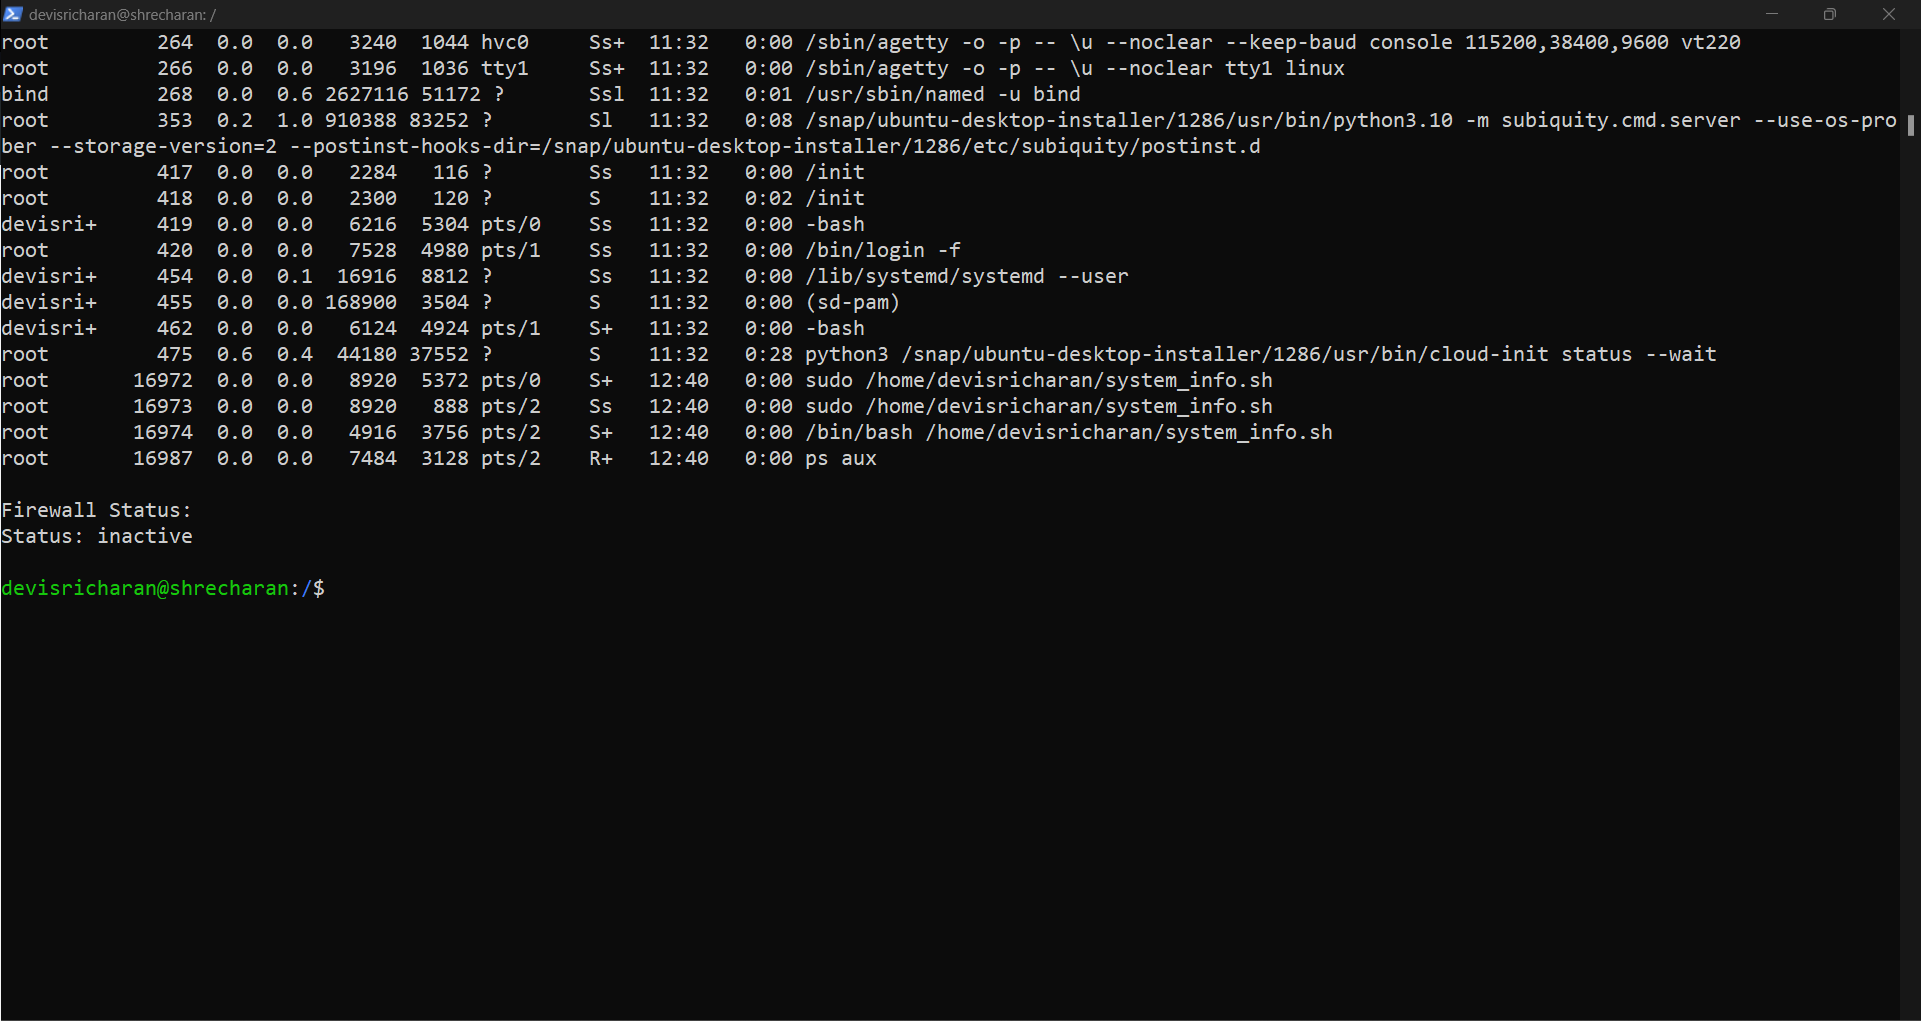 devisricharan@shrecharan: /
root         264  0.0  0.0   3240  1044 hvc0     Ss+  11:32   0:00 /sbin/agetty -o -p -- \u --noclear --keep-baud console 115200,38400,9600 vt220
root         266  0.0  0.0   3196  1036 tty1     Ss+  11:32   0:00 /sbin/agetty -o -p -- \u --noclear tty1 linux
bind         268  0.0  0.6 2627116 51172 ?       Ssl  11:32   0:01 /usr/sbin/named -u bind
root         353  0.2  1.0 910388 83252 ?        Sl   11:32   0:08 /snap/ubuntu-desktop-installer/1286/usr/bin/python3.10 -m subiquity.cmd.server --use-os-pro
ber --storage-version=2 --postinst-hooks-dir=/snap/ubuntu-desktop-installer/1286/etc/subiquity/postinst.d
root         417  0.0  0.0   2284   116 ?        Ss   11:32   0:00 /init
root         418  0.0  0.0   2300   120 ?        S    11:32   0:02 /init
devisri+     419  0.0  0.0   6216  5304 pts/0    Ss   11:32   0:00 -bash
root         420  0.0  0.0   7528  4980 pts/1    Ss   11:32   0:00 /bin/login -f
devisri+     454  0.0  0.1  16916  8812 ?        Ss   11:32   0:00 /lib/systemd/systemd --user
devisri+     455  0.0  0.0 168900  3504 ?        S    11:32   0:00 (sd-pam)
devisri+     462  0.0  0.0   6124  4924 pts/1    S+   11:32   0:00 -bash
root         475  0.6  0.4  44180 37552 ?        S    11:32   0:28 python3 /snap/ubuntu-desktop-installer/1286/usr/bin/cloud-init status --wait
root       16972  0.0  0.0   8920  5372 pts/0    S+   12:40   0:00 sudo /home/devisricharan/system_info.sh
root       16973  0.0  0.0   8920   888 pts/2    Ss   12:40   0:00 sudo /home/devisricharan/system_info.sh
root       16974  0.0  0.0   4916  3756 pts/2    S+   12:40   0:00 /bin/bash /home/devisricharan/system_info.sh
root       16987  0.0  0.0   7484  3128 pts/2    R+   12:40   0:00 ps aux
Firewall Status:
Status: inactive
devisricharan@shrecharan:/$